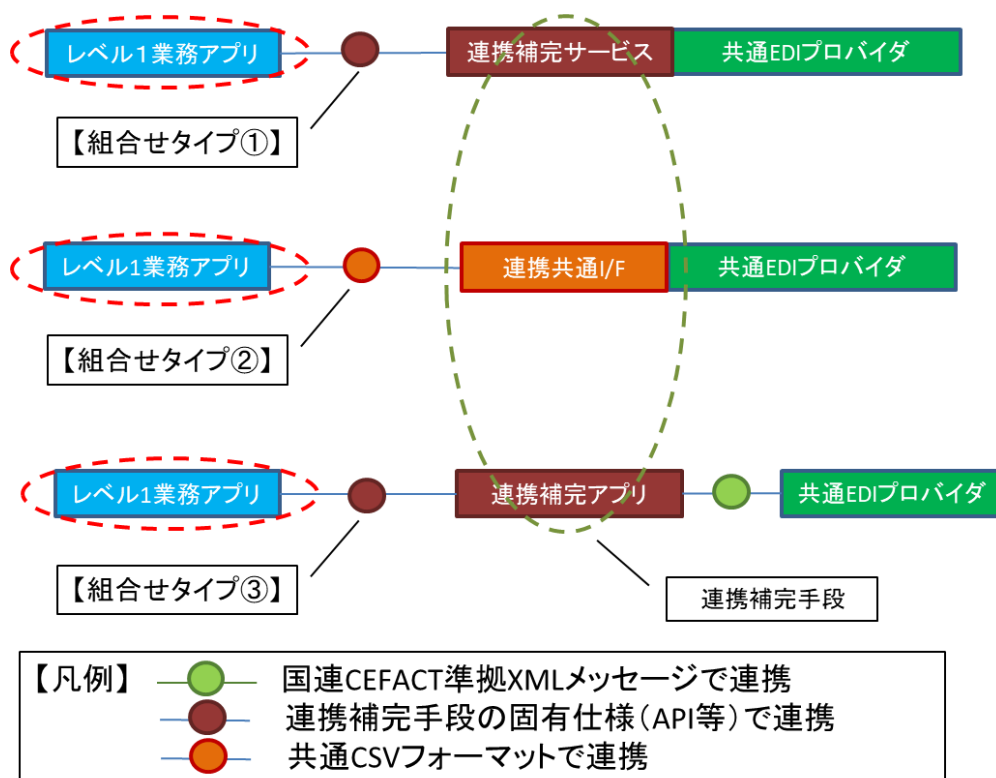 レベル1業務アプリ
連携補完サービス
共通EDIプロバイダ
【組合せタイプ①】
レベル1業務アプリ
連携共通I/F
共通EDIプロバイダ
【組合せタイプ②】
レベル1業務アプリ
連携補完アプリ
共通EDIプロバイダ
【組合せタイプ③】
連携補完手段
【凡例】
国連CEFACT準拠XMLメッセージで連携
連携補完手段の固有仕様(API等)で連携
共通CSVフォーマットで連携